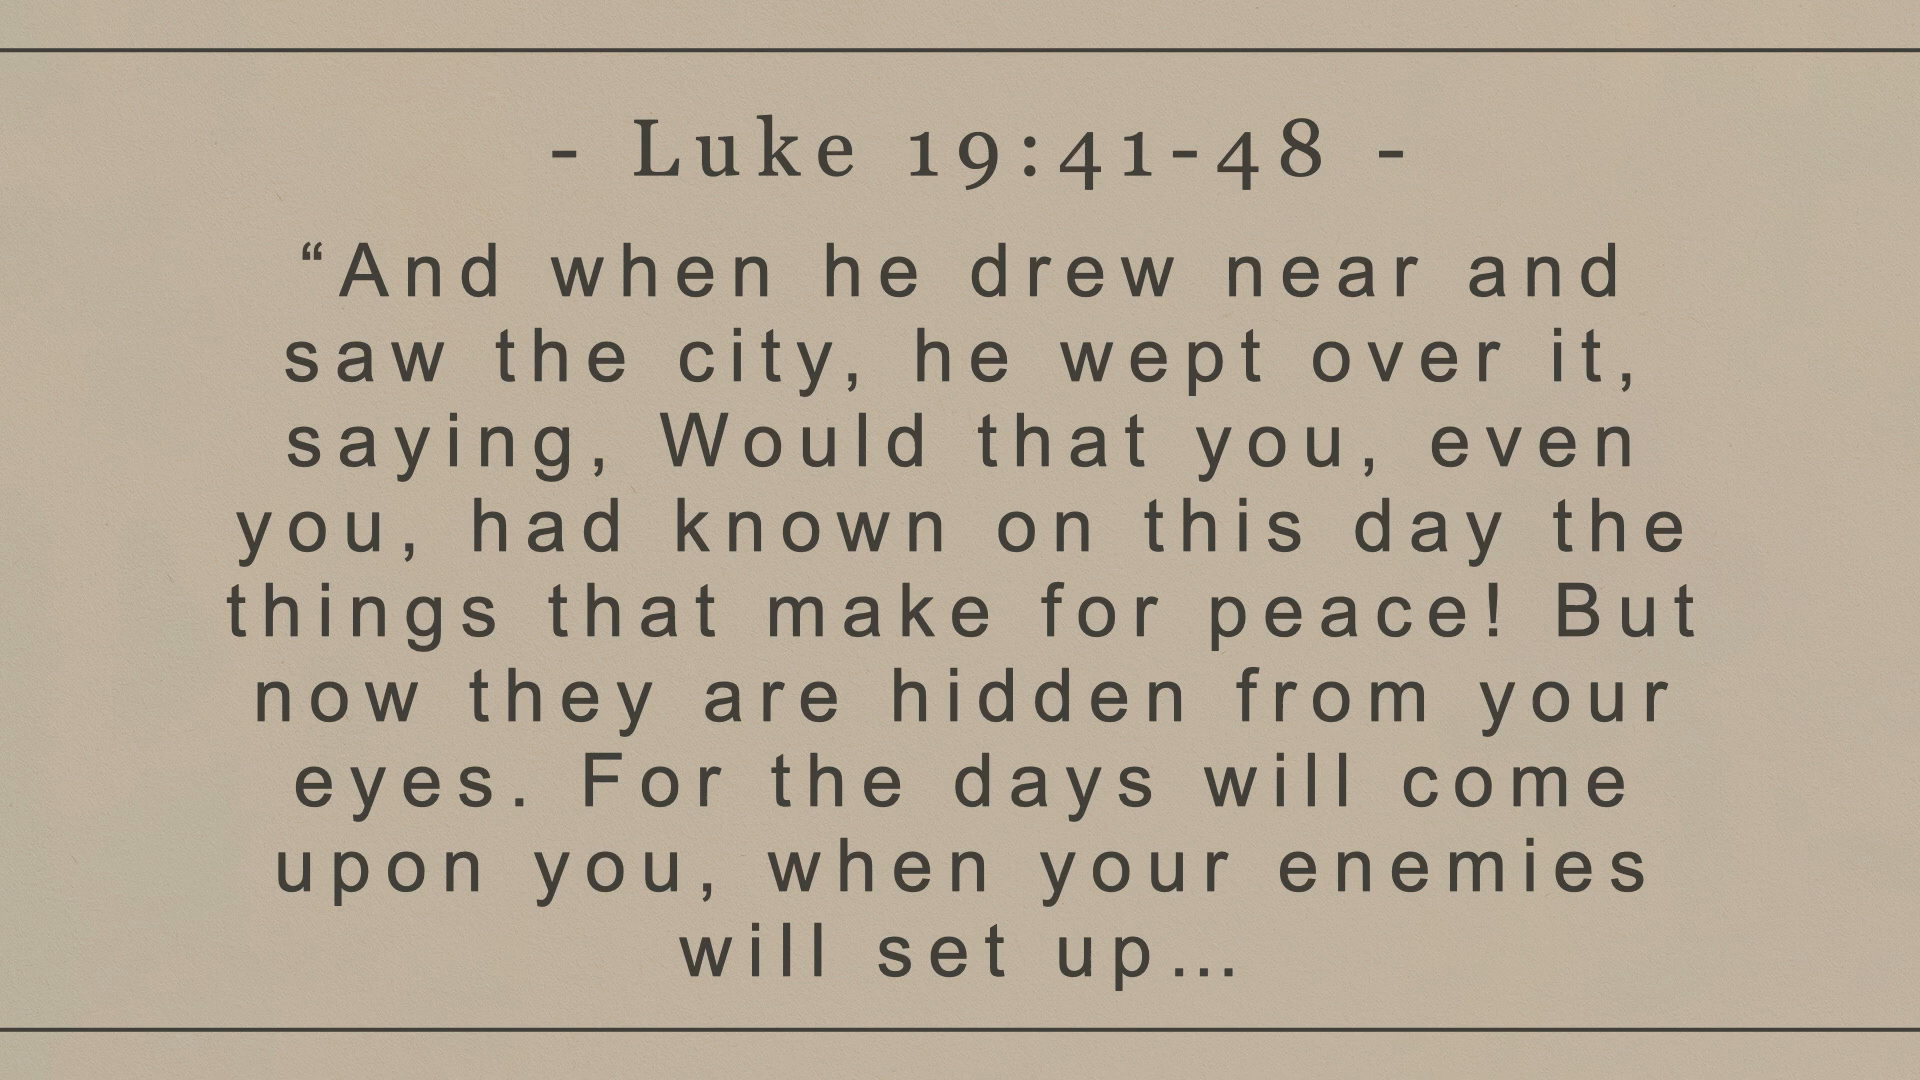 - Luke 19:41-48 -
“And when he drew near and
saw the city, he wept over it,
saying, Would that you, even
you, had known on this day the
things that make for peace! But
now they are hidden from your
eyes. For the days will come
upon you, when your enemies
will set up…